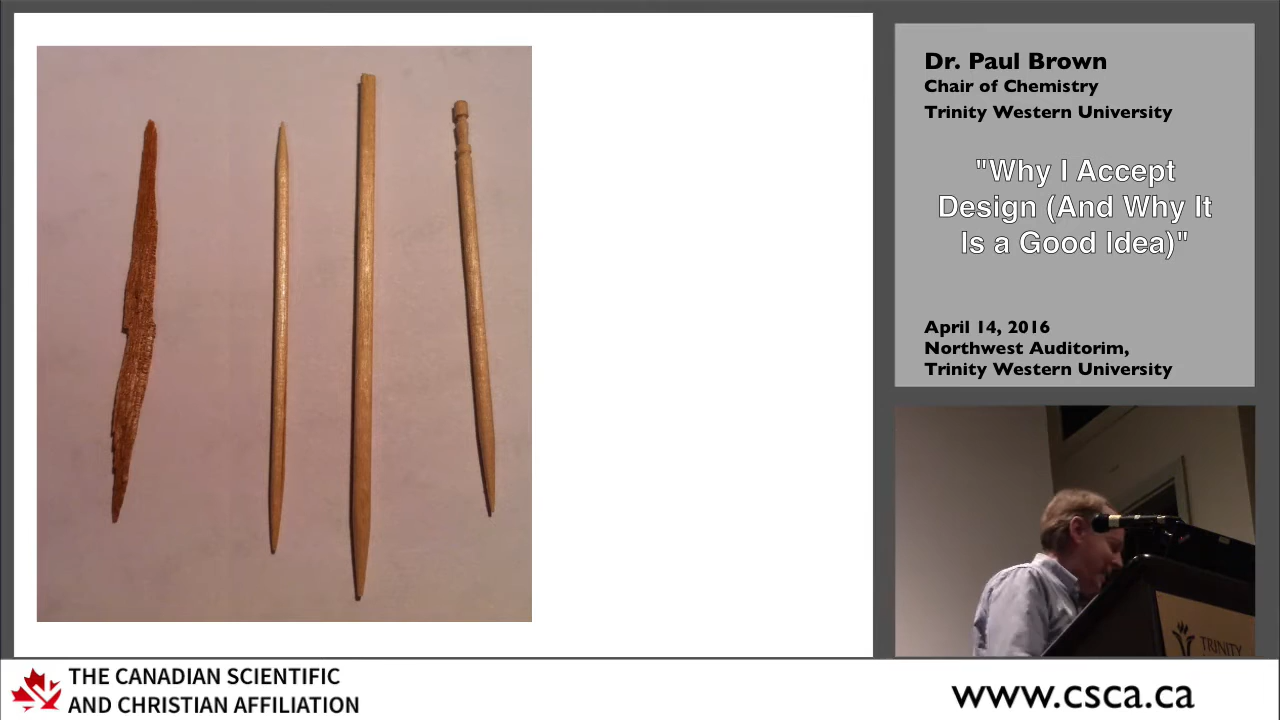 Dr. Paul Brown
Chair of Chemistry
Trinity Western University
"Why I Accept
Design (And Why It
Is a Good Idea)"
April 14, 2016
Northwest Auditorim,
Trinity Western University
TRINITY
THE CANADIAN SCIENTIFIC
AND CHRISTIAN AFFILIATION
www.csca.ca